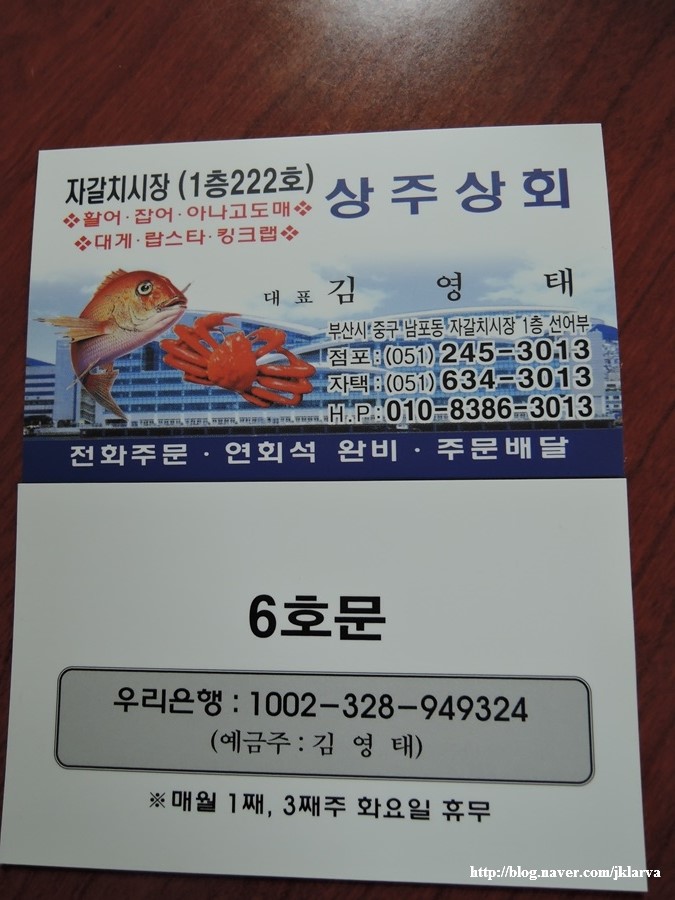 자갈치시장 (1층222호)
상주상회
❖활어·잡어·아나고도매❖
❖대게·랍스타·킹크랩❖
대표 김 영 태
부산시 중구 남포동 자갈치시장 1층 선어부
점포:(051) 245-3013
자택:(051) 634-3013
H.P:010-8386-3013
전화주문 · 연회석 완비 · 주문배달
6호문
우리은행 : 1002-328-949324
(예금주 : 김 영 태)
※매월 1째, 3째주 화요일 휴무
http://blog.naver.com/jklarva